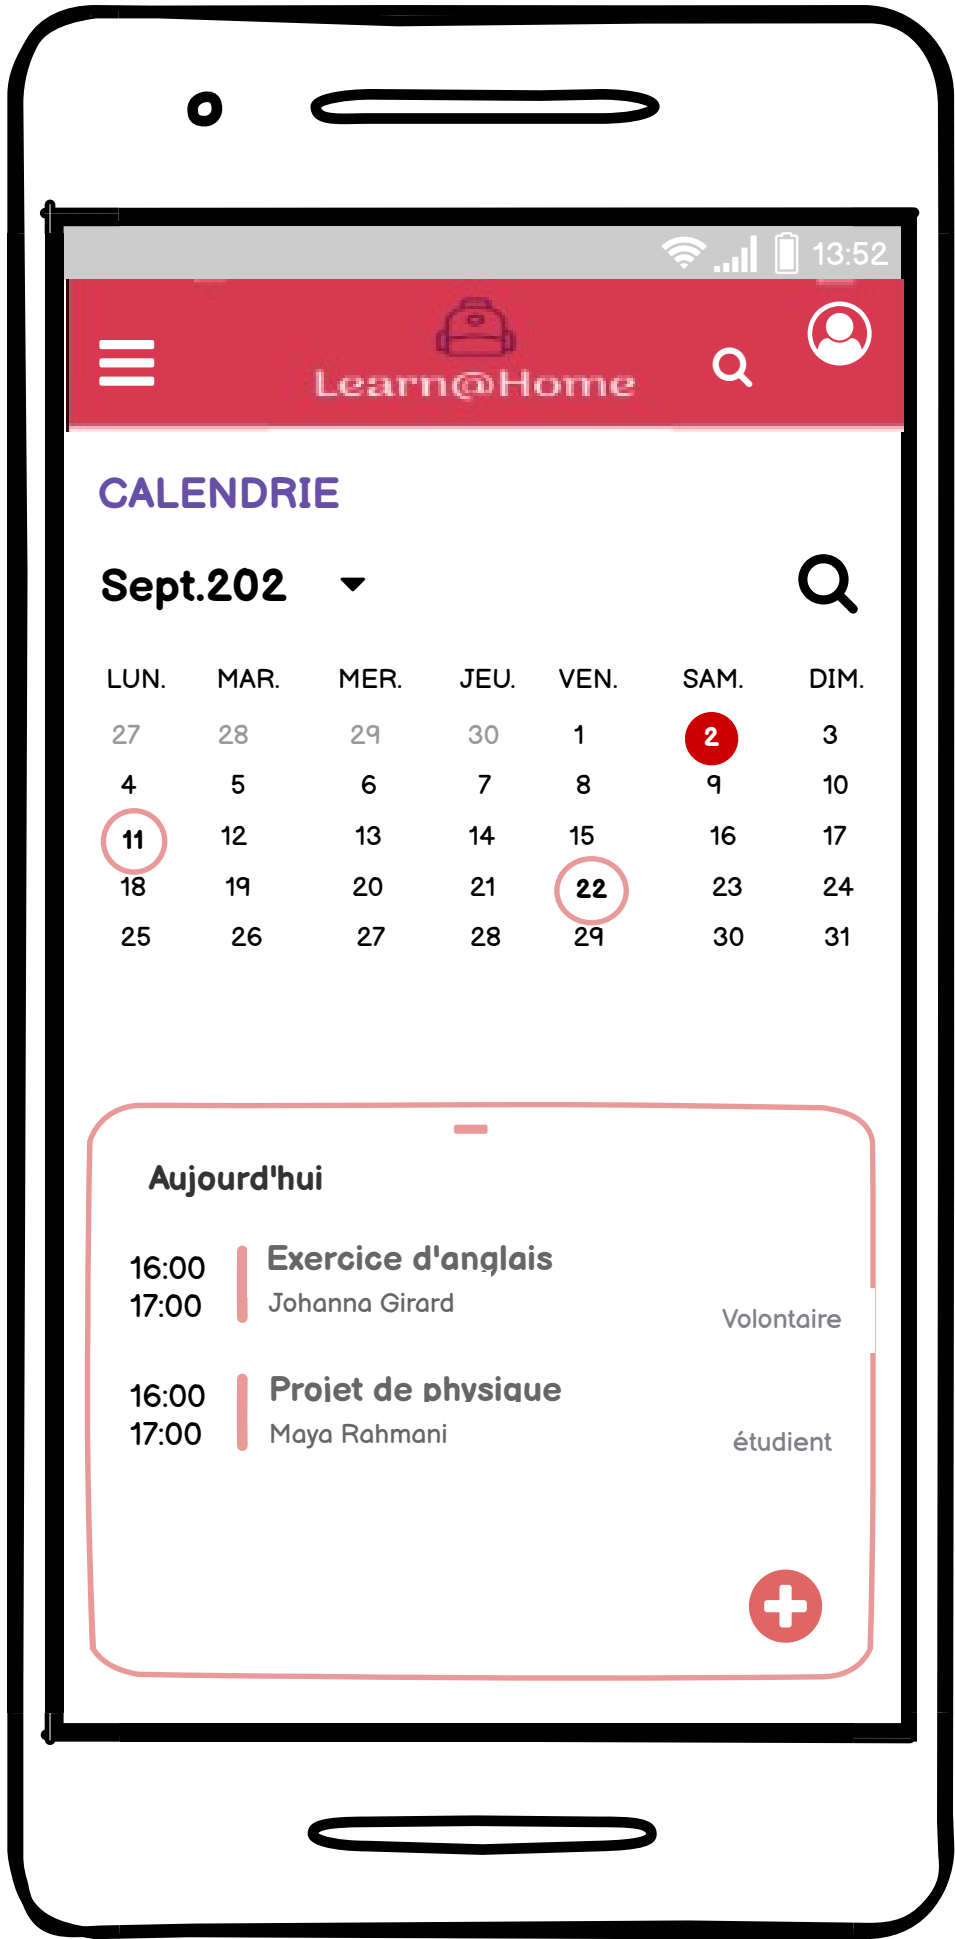 13:52
Learn@Home
CALENDRIE
Sept.202
LUN. MAR. MER. JEU. VEN. SAM. DIM.
27 28 29 30 1 2 3
4 5 6 7 8 9 10
11 12 13 14 15 16 17
18 19 20 21 22 23 24
25 26 27 28 29 30 31
Aujourd'hui
16:00 Exercice d'anglais
17:00 Johanna Girard Volontaire
16:00 Projet de physique
17:00 Maya Rahmani étudient